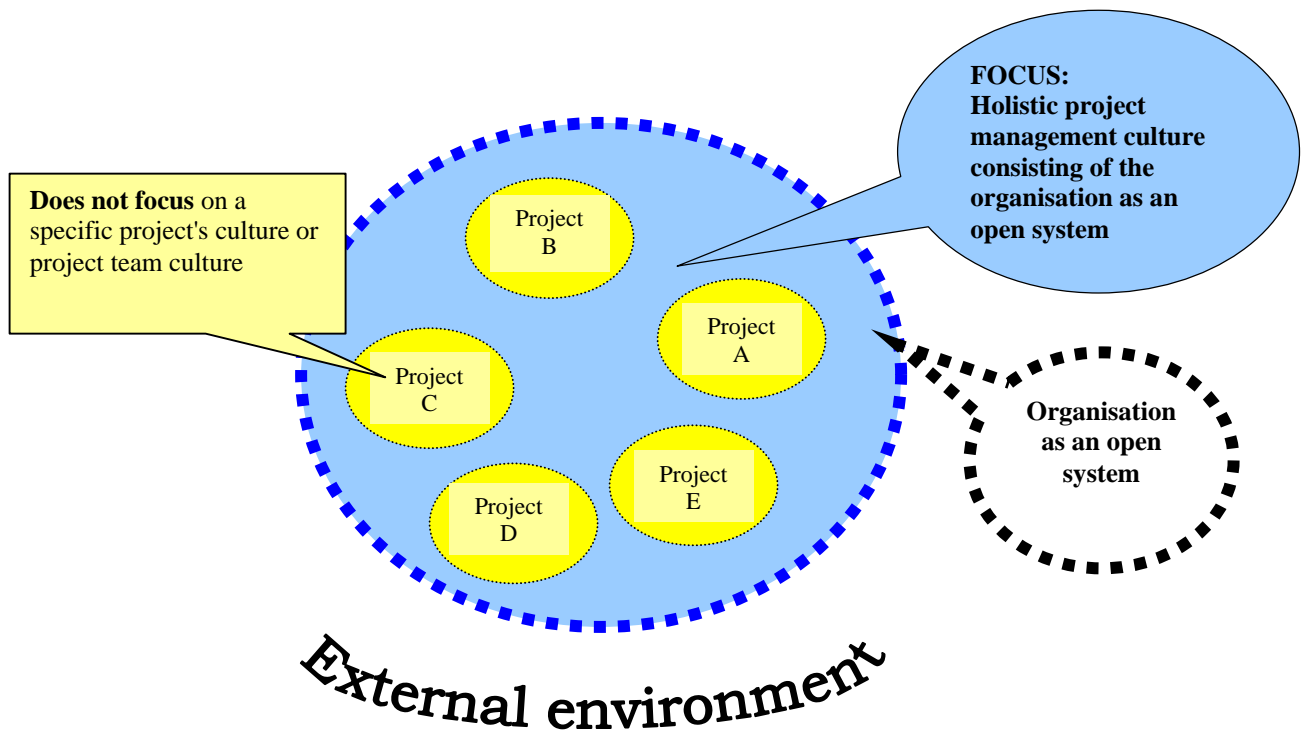 FOCUS:
Holistic project
management culture
consisting of the
organisation as an
open system
Does not focus on a
specific project's culture or
project team culture
Project
B
Project
A
Project
C
Project
E
Project
D
Organisation
as an open
system
External environment